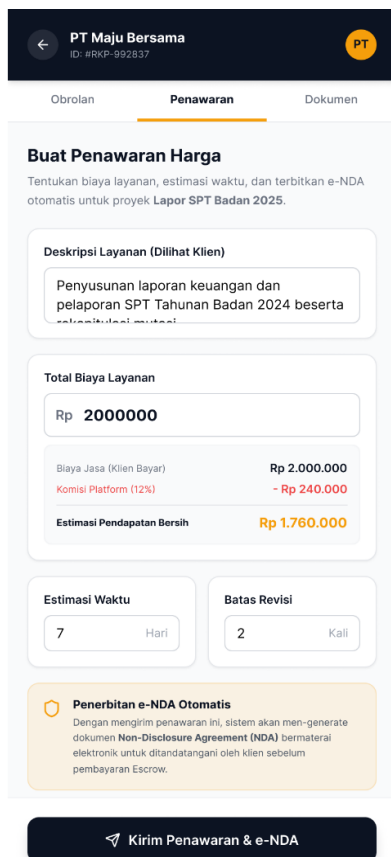 PT Maju Bersama
ID: #RKP-992837
PT
Obrolan
Penawaran
Dokumen
Buat Penawaran Harga
Tentukan biaya layanan, estimasi waktu, dan terbitkan e-NDA
otomatis untuk proyek Lapor SPT Badan 2025.
Deskripsi Layanan (Dilihat Klien)
Penyusunan laporan keuangan dan
pelaporan SPT Tahunan Badan 2024 beserta
rekapitulasi mutasi
Total Biaya Layanan
Rp 2000000
Biaya Jasa (Klien Bayar) Rp 2.000.000
Komisi Platform (12%) - Rp 240.000
Estimasi Pendapatan Bersih Rp 1.760.000
Estimasi Waktu
7 Hari
Batas Revisi
2 Kali
Penerbitan e-NDA Otomatis
Dengan mengirim penawaran ini, sistem akan men-generate
dokumen Non-Disclosure Agreement (NDA) bermaterai
elektronik untuk ditandatangani oleh klien sebelum
pembayaran Escrow.
Kirim Penawaran & e-NDA